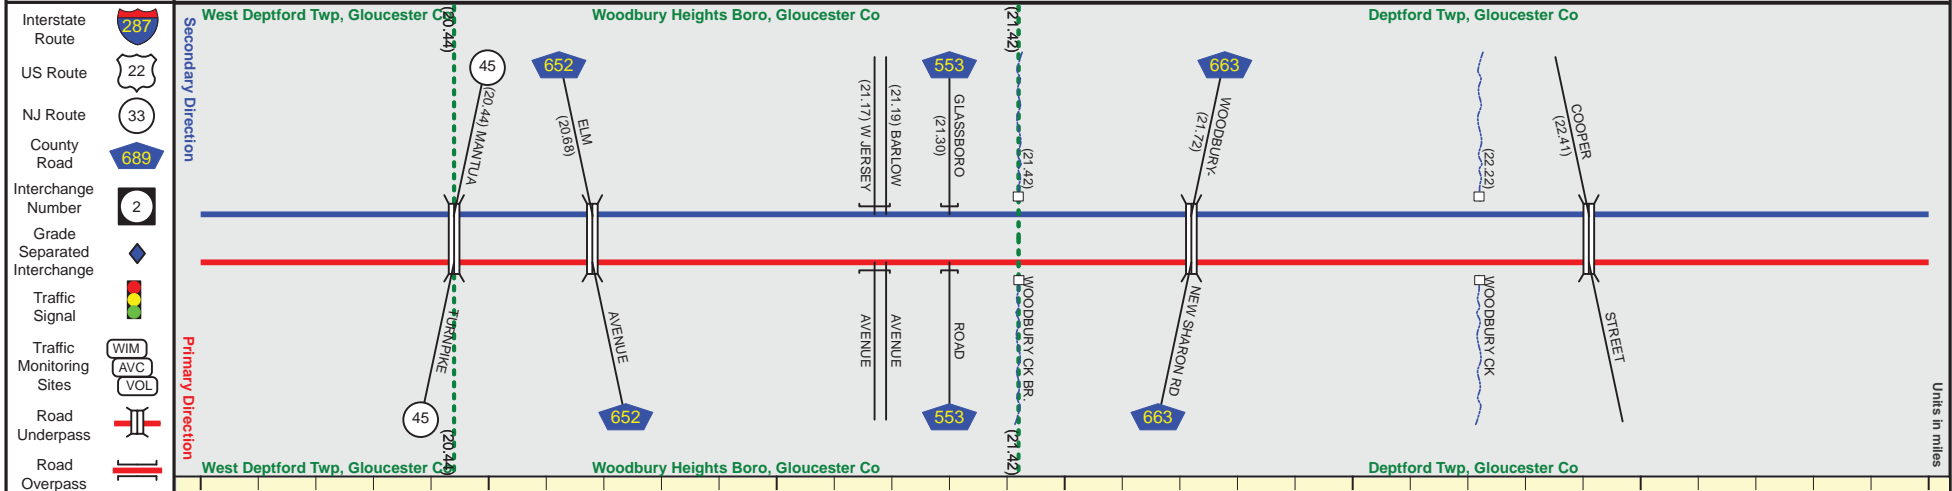 Interstate
Route
287
US Route
22
NJ Route
33
County
Road
689
Interchange
Number
2
Grade
Separated
Interchange
Traffic
Signal
Traffic
Monitoring
Sites
WIM
AVC
VOL
Road
Underpass
Road
Overpass
Secondary Direction
Primary Direction
West Deptford Twp, Gloucester Co
(20.44)
Woodbury Heights Boro, Gloucester Co
(21.42)
Deptford Twp, Gloucester Co
45
(20.44) MANTUA
652
ELM
(20.68)
(21.17) W JERSEY
(21.19) BARLOW
553
GLASSBORO
(21.30)
(21.42)
663
WOODBURY-
(21.72)
(22.22)
COOPER
(22.41)
TURNPIKE
45
AVENUE
652
AVENUE
AVENUE
ROAD
553
WOODBURY CK BR.
NEW SHARON RD
663
WOODBURY CK
STREET
Units in miles
West Deptford Twp, Gloucester Co
(20.44)
Woodbury Heights Boro, Gloucester Co
(21.42)
Deptford Twp, Gloucester Co